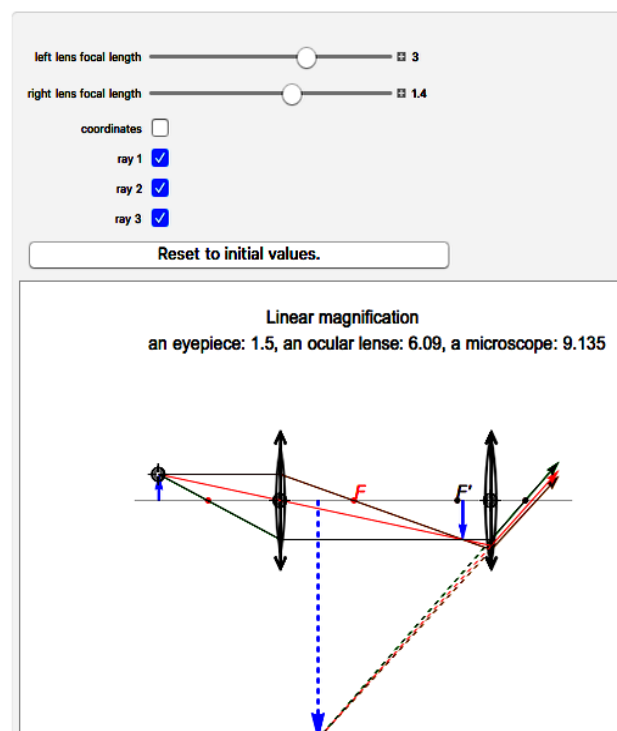 left lens focal length 3
right lens focal length 1.4
coordinates
ray 1
ray 2
ray 3
Reset to initial values.
Linear magnification
an eyepiece: 1.5, an ocular lense: 6.09, a microscope: 9.135
F F'